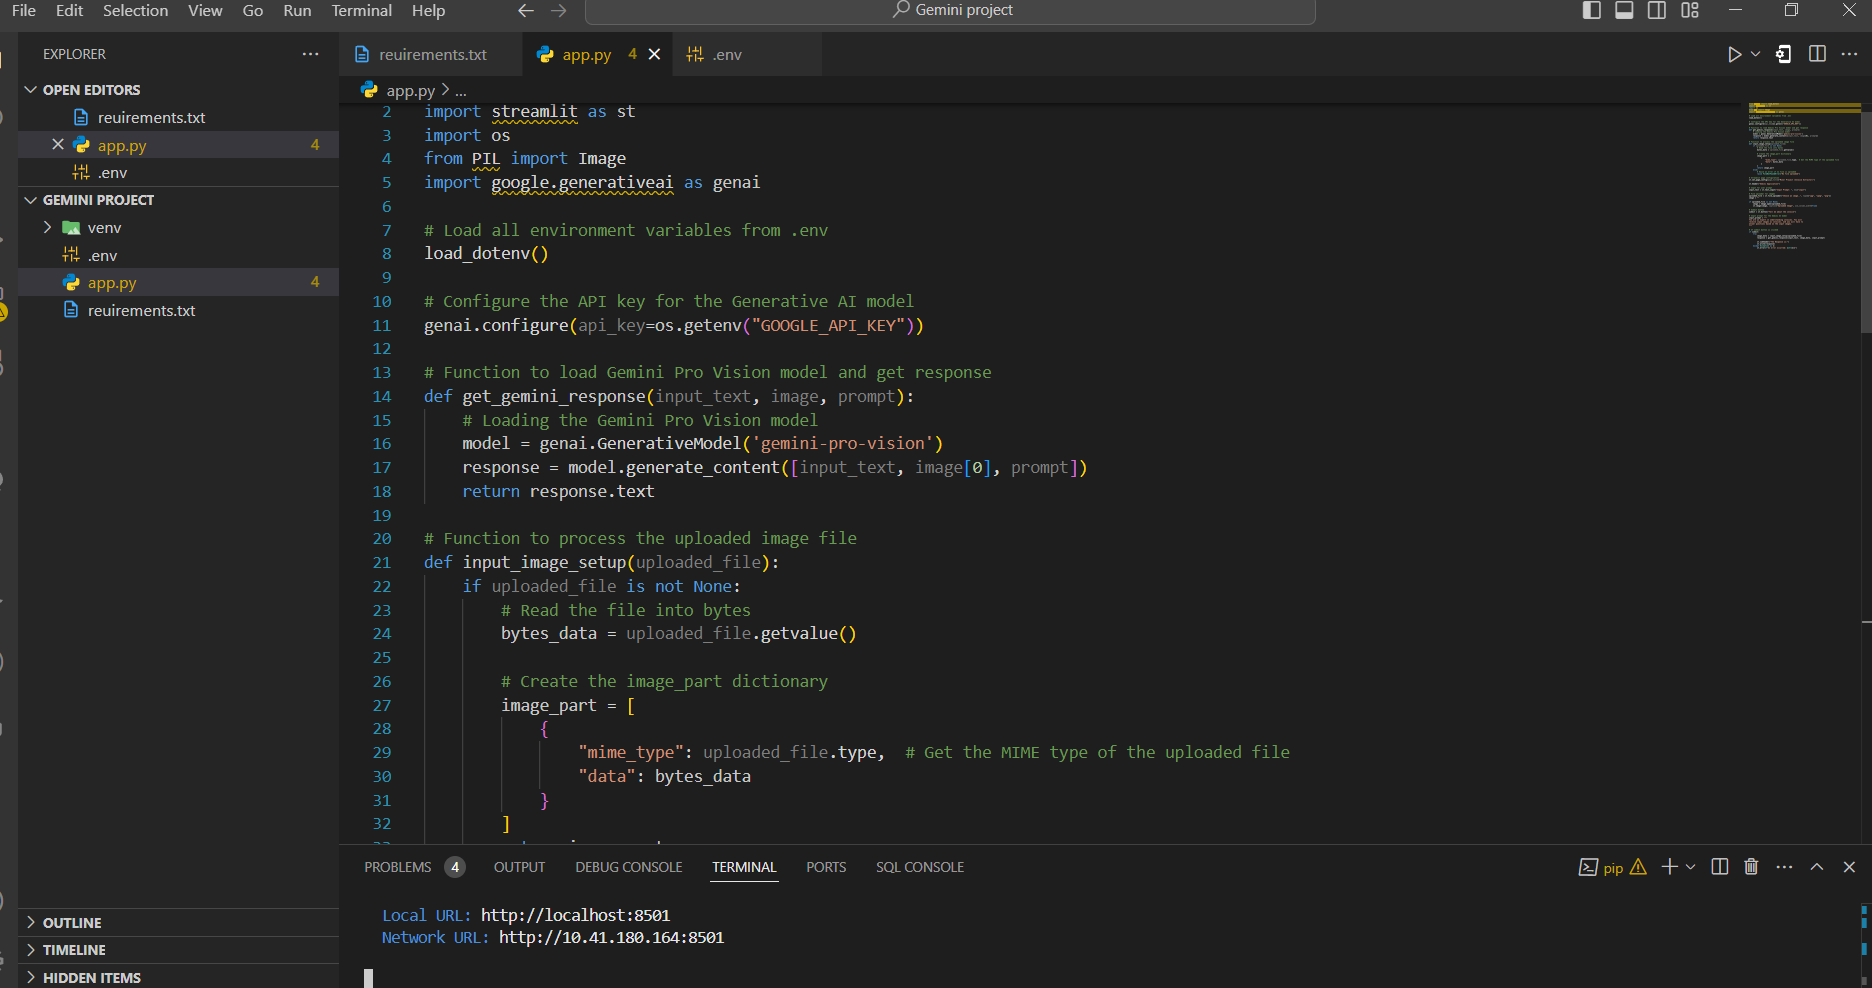 File Edit Selection View Go Run Terminal Help
Gemini project
EXPLORER
OPEN EDITORS
reuirements.txt
app.py 4
.env
GEMINI PROJECT
venv
.env
app.py 4
reuirements.txt
OUTLINE
TIMELINE
HIDDEN ITEMS
reuirements.txt app.py 4 .env
app.py > ...
2 import streamlit as st
3 import os
4 from PIL import Image
5 import google.generativeai as genai
6
7 # Load all environment variables from .env
8 load_dotenv()
9
10 # Configure the API key for the Generative AI model
11 genai.configure(api_key=os.getenv("GOOGLE_API_KEY"))
12
13 # Function to load Gemini Pro Vision model and get response
14 def get_gemini_response(input_text, image, prompt):
15 # Loading the Gemini Pro Vision model
16 model = genai.GenerativeModel('gemini-pro-vision')
17 response = model.generate_content([input_text, image[0], prompt])
18 return response.text
19
20 # Function to process the uploaded image file
21 def input_image_setup(uploaded_file):
22 if uploaded_file is not None:
23 # Read the file into bytes
24 bytes_data = uploaded_file.getvalue()
25
26 # Create the image_part dictionary
27 image_part = [
28 {
29 "mime_type": uploaded_file.type, # Get the MIME type of the uploaded file
30 "data": bytes_data
31 }
32 ]
PROBLEMS 4 OUTPUT DEBUG CONSOLE TERMINAL PORTS SQL CONSOLE
pip
Local URL: http://localhost:8501
Network URL: http://10.41.180.164:8501